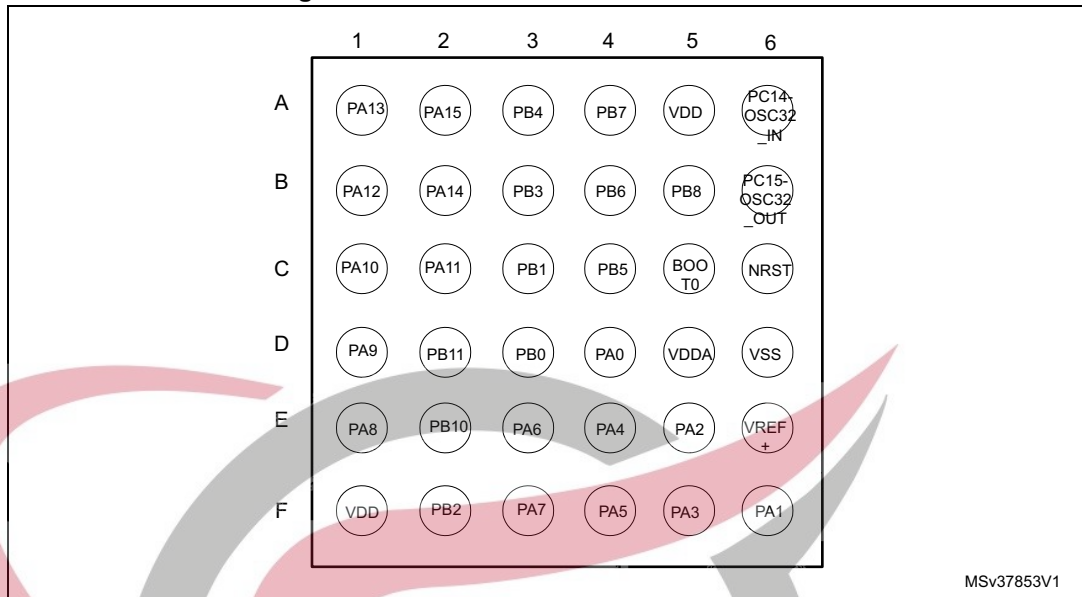 g
1 2 3 4 5 6
A PA13 PA15 PB4 PB7 VDD PC14-
OSC32
_IN
B PA12 PA14 PB3 PB6 PB8 PC15-
OSC32
_OUT
C PA10 PA11 PB1 PB5 BOO
T0 NRST
D PA9 PB11 PB0 PA0 VDDA VSS
E PA8 PB10 PA6 PA4 PA2 VREF
+
F VDD PB2 PA7 PA5 PA3 PA1
MSv37853V1